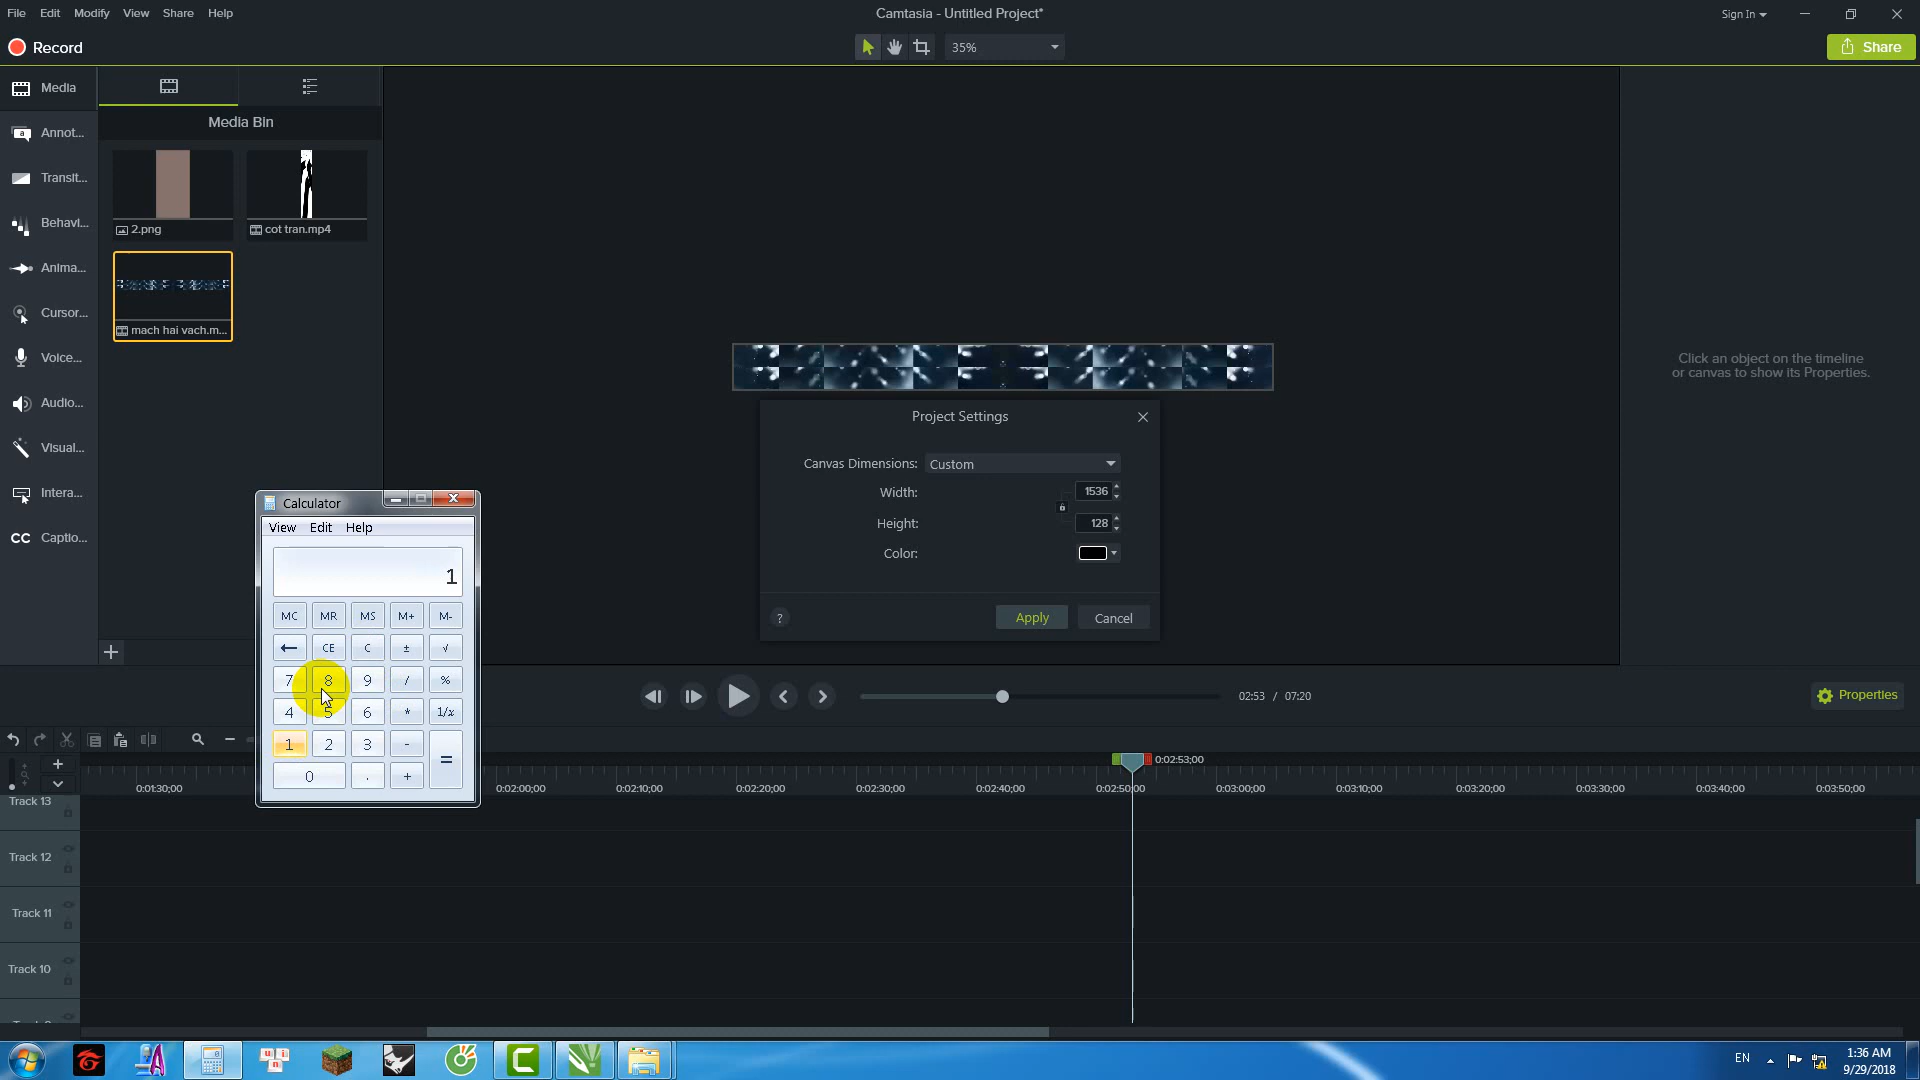 File Edit Modify View Share Help
Camtasia - Untitled Project*
Sign In
Record
35%
Share
Media
Annot...
Transit...
Behavi...
Anima...
Cursor...
Voice...
Audio...
Visual...
Intera...
CC Captio...
Media Bin
2.png
cot tran.mp4
mach hai vach.m...
Click an object on the timeline
or canvas to show its Properties.
Project Settings
Canvas Dimensions: Custom
Width: 1536
Height: 128
Color:
? Apply Cancel
Calculator
View Edit Help
1
MC MR MS M+ M-
← CE C ± √
7 8 9 / %
4 5 6 * 1/x
1 2 3 - =
0 . +
02:53 / 07:20
Properties
0:02:53;00
0:01:30;00 0:02:00;00 0:02:10;00 0:02:20;00 0:02:30;00 0:02:40;00 0:02:50;00 0:03:00;00 0:03:10;00 0:03:20;00 0:03:30;00 0:03:40;00 0:03:50;00
Track 13
Track 12
Track 11
Track 10
EN
1:36 AM
9/29/2018